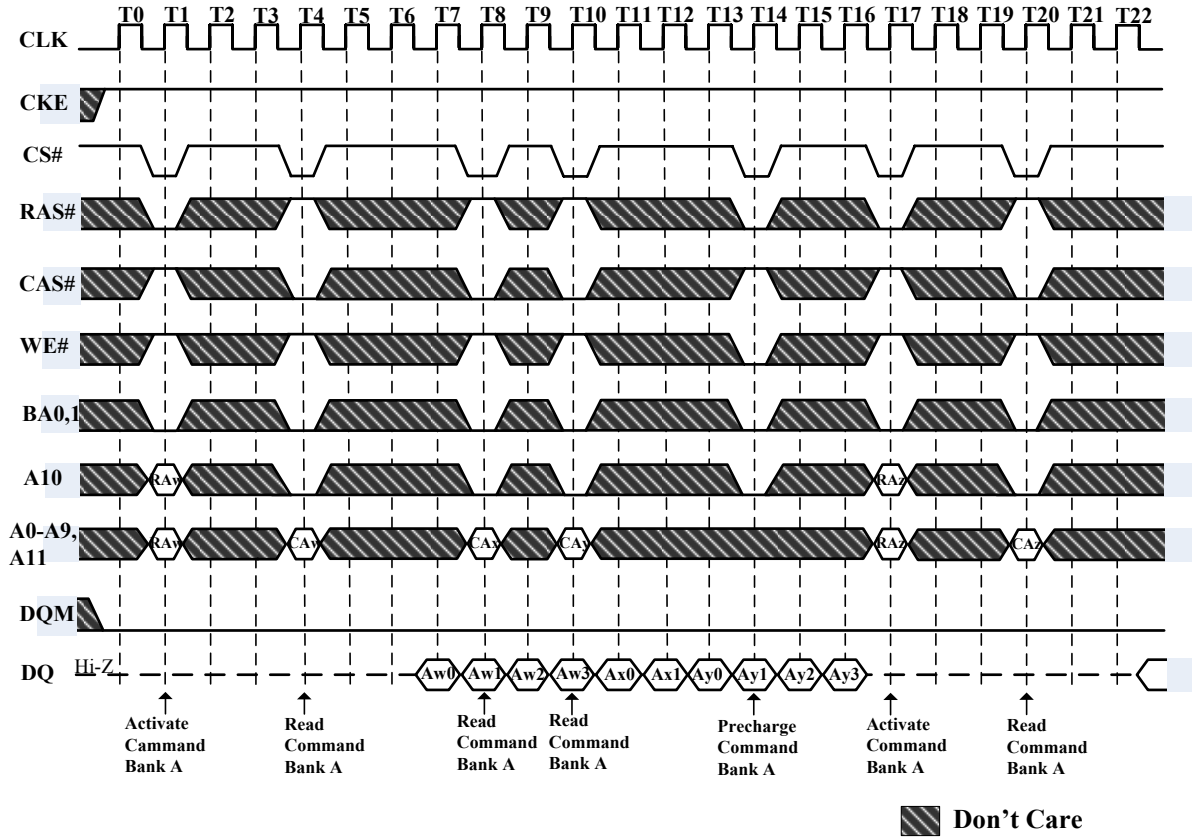 T0 T1 T2 T3 T4 T5 T6 T7 T8 T9 T10 T11 T12 T13 T14 T15 T16 T17 T18 T19 T20 T21 T22
CLK
CKE
CS#
RAS#
CAS#
WE#
BA0,1
A10 RAw RAz
A0-A9,
A11 RAw CAw CAx CAy RAz CAz
DQM
DQ Hi-Z Aw0 Aw1 Aw2 Aw3 Ax0 Ax1 Ay0 Ay1 Ay2 Ay3
Activate
Cammand
Bank A
Read
Command
Bank A
Read
Command
Bank A
Read
Command
Bank A
Precharge
Command
Bank A
Activate
Command
Bank A
Read
Command
Bank A
Don't Care